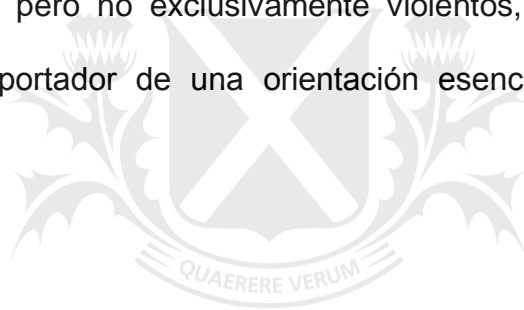 pero no exclusivamente violentos,
portador de una orientación esenc
QUAERERE VERUM